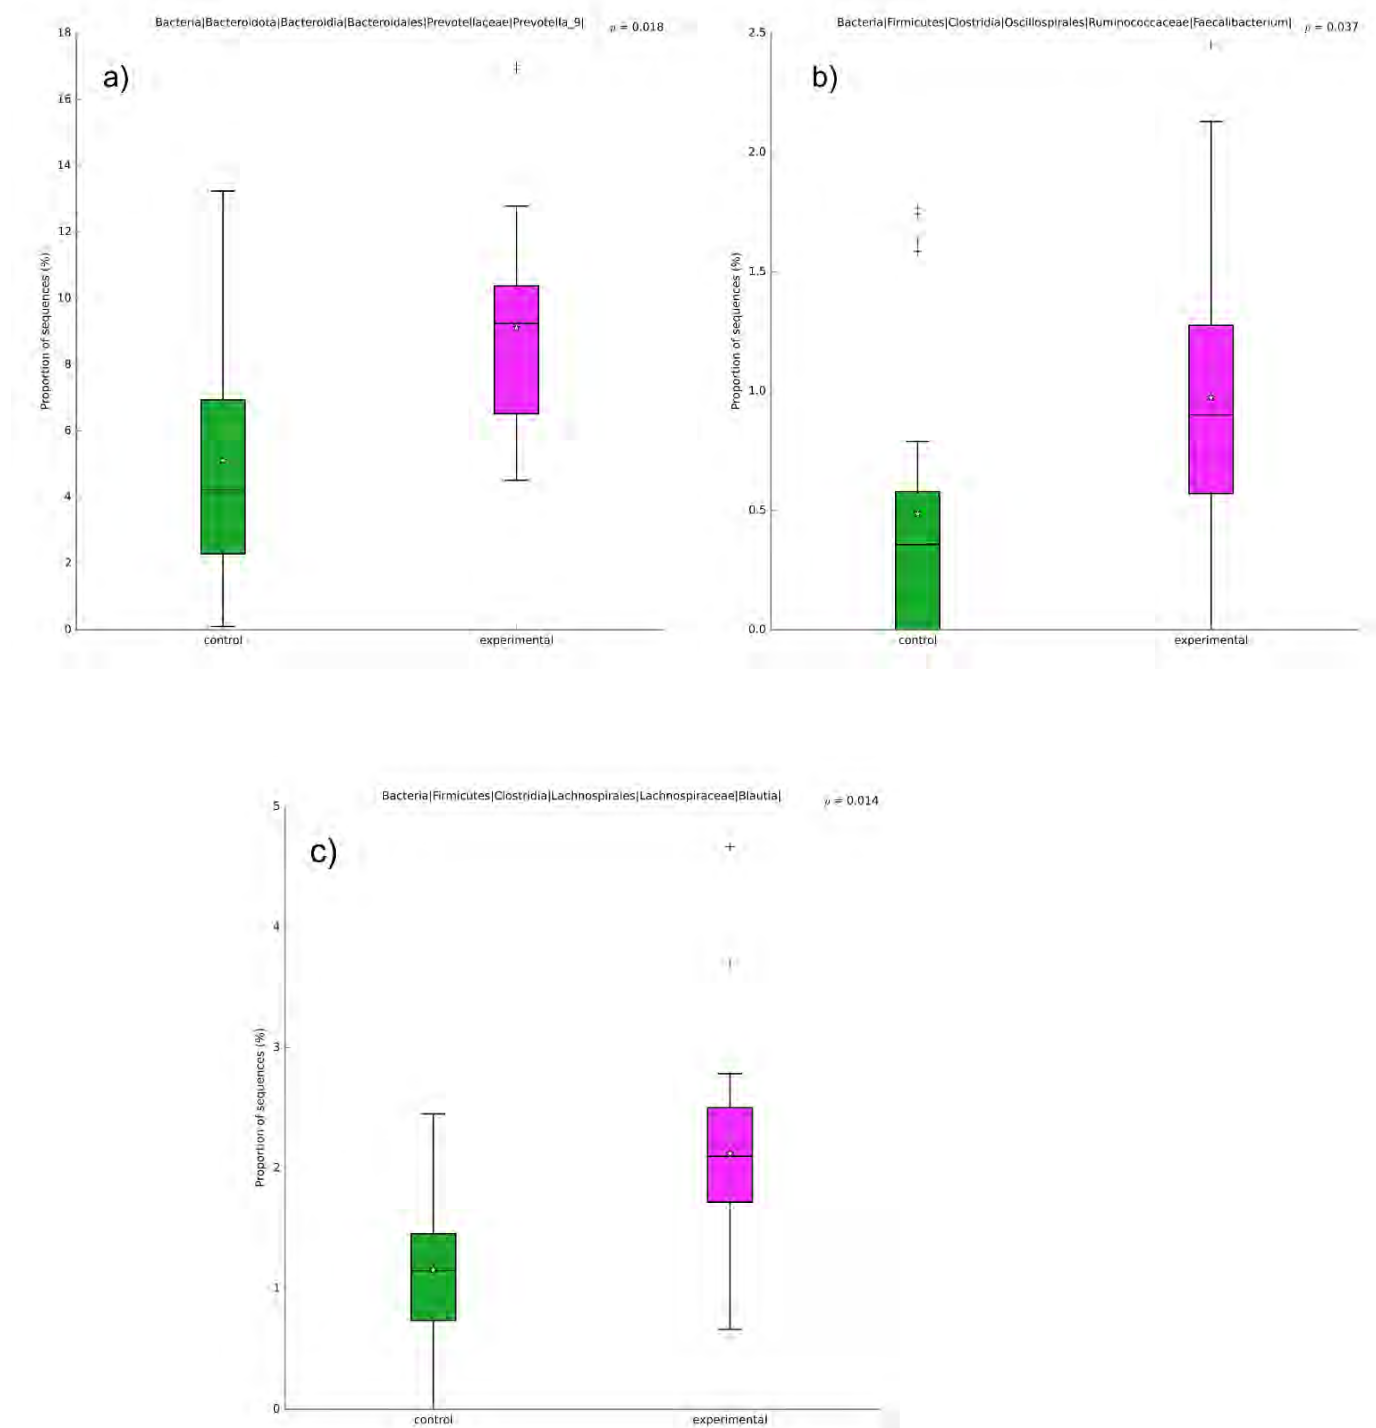 Bacteria|Bacteroidota|Bacteroidia|Bacteroidales|Prevotellaceae|Prevotella_9|
p = 0.018
a)
18
16
14
12
10
8
6
4
2
0
Proportion of sequences (%)
control
experimental
Bacteria|Firmicutes|Clostridia|Oscillospirales|Ruminococcaceae|Faecalibacterium|
p = 0.037
b)
2.5
2.0
1.5
1.0
0.5
0.0
Proportion of sequences (%)
control
experimental
Bacteria|Firmicutes|Clostridia|Lachnospirales|Lachnospiraceae|Blautia|
p = 0.014
c)
5
4
3
2
1
0
Proportion of sequences (%)
control
experimental